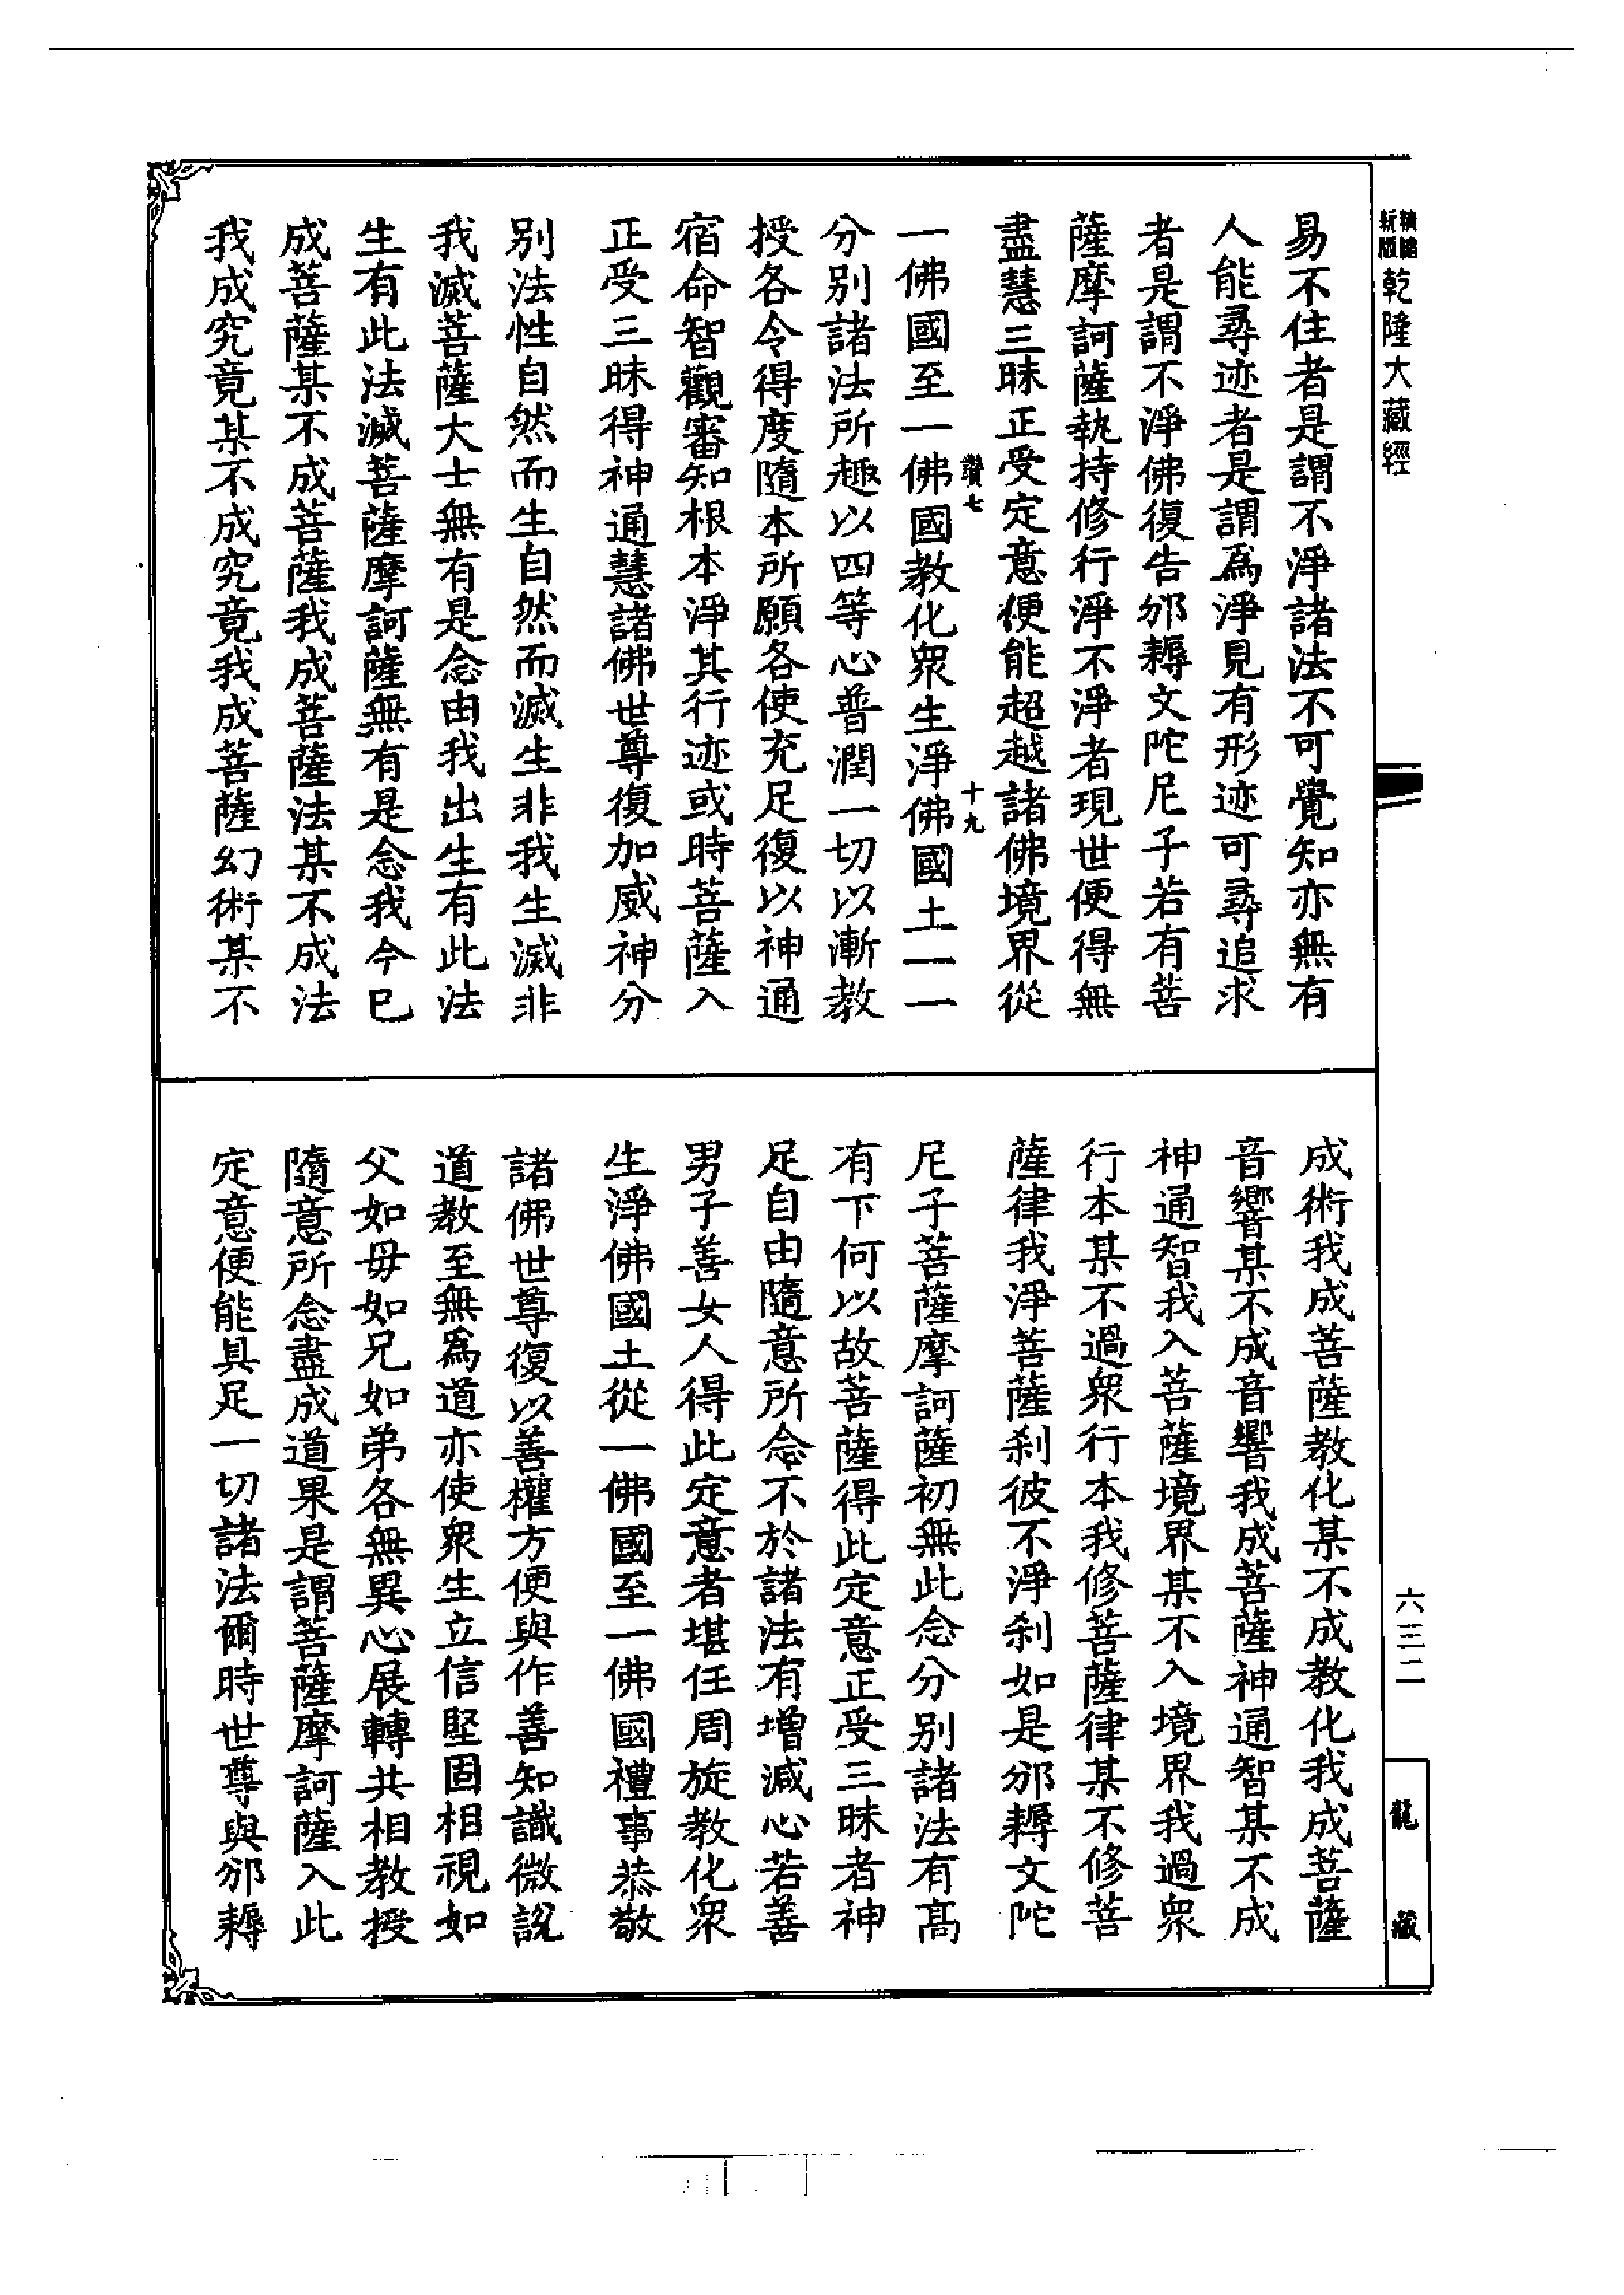 新版
精縮
乾隆大藏經
易不住者是謂不淨諸法不可覺知亦無有
人能尋迹者是謂爲淨見有形迹可尋追求
者是謂不淨佛復告邠耨文陀尼子若有菩
薩摩訶薩執持修行淨不淨者現世便得無
盡慧三昧正受定意便能超越諸佛境界從
讚七
十九
一佛國至一佛國教化衆生淨佛國土一一
分別諸法所趣以四等心普潤一切以漸教
授各令得度隨本所願各使充足復以神通
宿命智觀審知根本淨其行迹或時菩薩入
正受三昧得神通慧諸佛世尊復加威神分
別法性自然而生自然而滅生非我生滅非
我滅菩薩大士無有是念由我出生有此法
生有此法滅菩薩摩訶薩無有是念我今已
成菩薩某不成菩薩我成菩薩法某不成法
我成究竟某不成究竟我成菩薩幻術某不
成術我成菩薩教化某不成教化我成菩薩
音響某不成音響我成菩薩神通智某不成
神通智我入菩薩境界某不入境界我過衆
行本某不過衆行本我修菩薩律某不修菩
薩律我淨菩薩刹彼不淨刹如是邠耨文陀
尼子菩薩摩訶薩初無此念分別諸法有高
有下何以故菩薩得此定意正受三昧者神
足自由隨意所念不於諸法有增減心若善
男子善女人得此定意者堪任周旋教化衆
生淨佛國土從一佛國至一佛國禮事恭敬
諸佛世尊復以善權方便與作善知識微說
道教至無爲道亦使衆生立信堅固相視如
父如母如兄如弟各無異心展轉共相教授
隨意所念盡成道果是謂菩薩摩訶薩入此
定意便能具足一切諸法爾時世尊與邠耨
六三二
龍藏